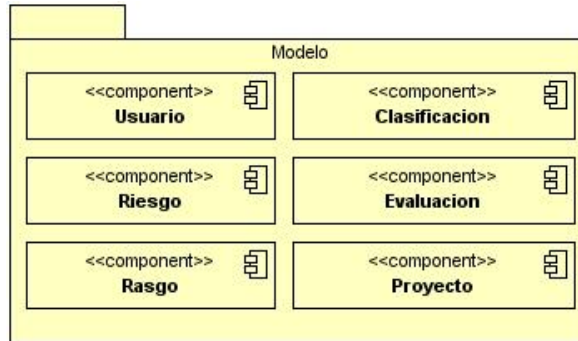 Modelo
<<component>>
Usuario
<<component>>
Clasificacion
<<component>>
Riesgo
<<component>>
Evaluacion
<<component>>
Rasgo
<<component>>
Proyecto